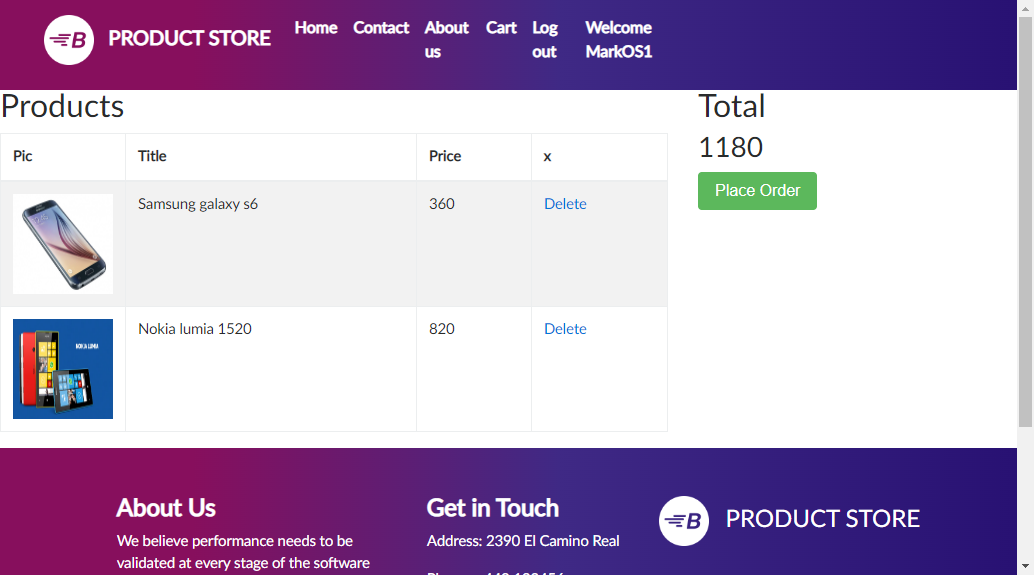 B PRODUCT STORE Home Contact About us Cart Log out Welcome MarkOS1
Products
Pic Title Price x
Samsung galaxy s6 360 Delete
NOKIA LUMIA
Nokia lumia 1520 820 Delete
Total
1180
Place Order
About Us
We believe performance needs to be
validated at every stage of the software
Get in Touch
Address: 2390 El Camino Real
B PRODUCT STORE